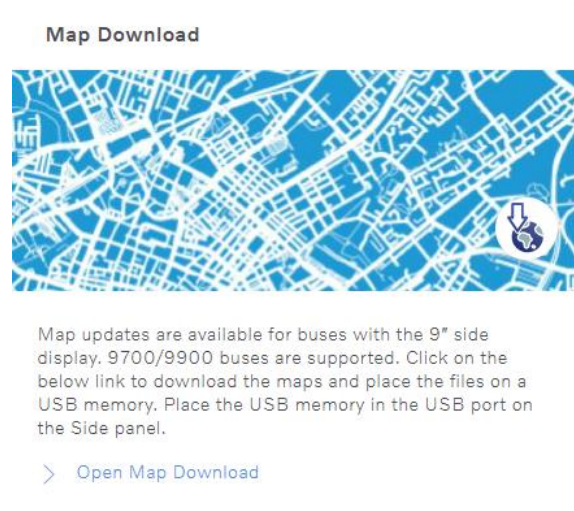 Map Download
Map updates are available for buses with the 9" side
display. 9700/9900 buses are supported. Click on the
below link to download the maps and place the files on a
USB memory. Place the USB memory in the USB port on
the Side panel.
Open Map Download